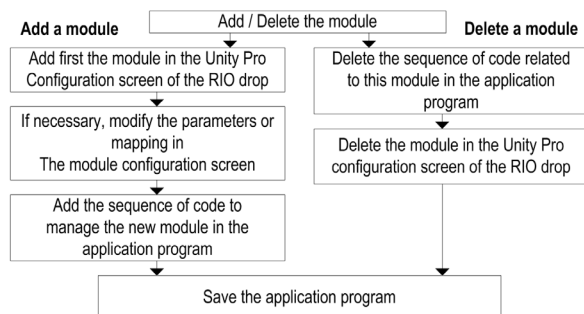 Add / Delete the module
Add a module
Delete a module
Add first the module in the Unity Pro
Configuration screen of the RIO drop
If necessary, modify the parameters or
mapping in
The module configuration screen
Add the sequence of code to
manage the new module in the
application program
Delete the sequence of code related
to this module in the application
program
Delete the module in the Unity Pro
configuration screen of the RIO drop
Save the application program